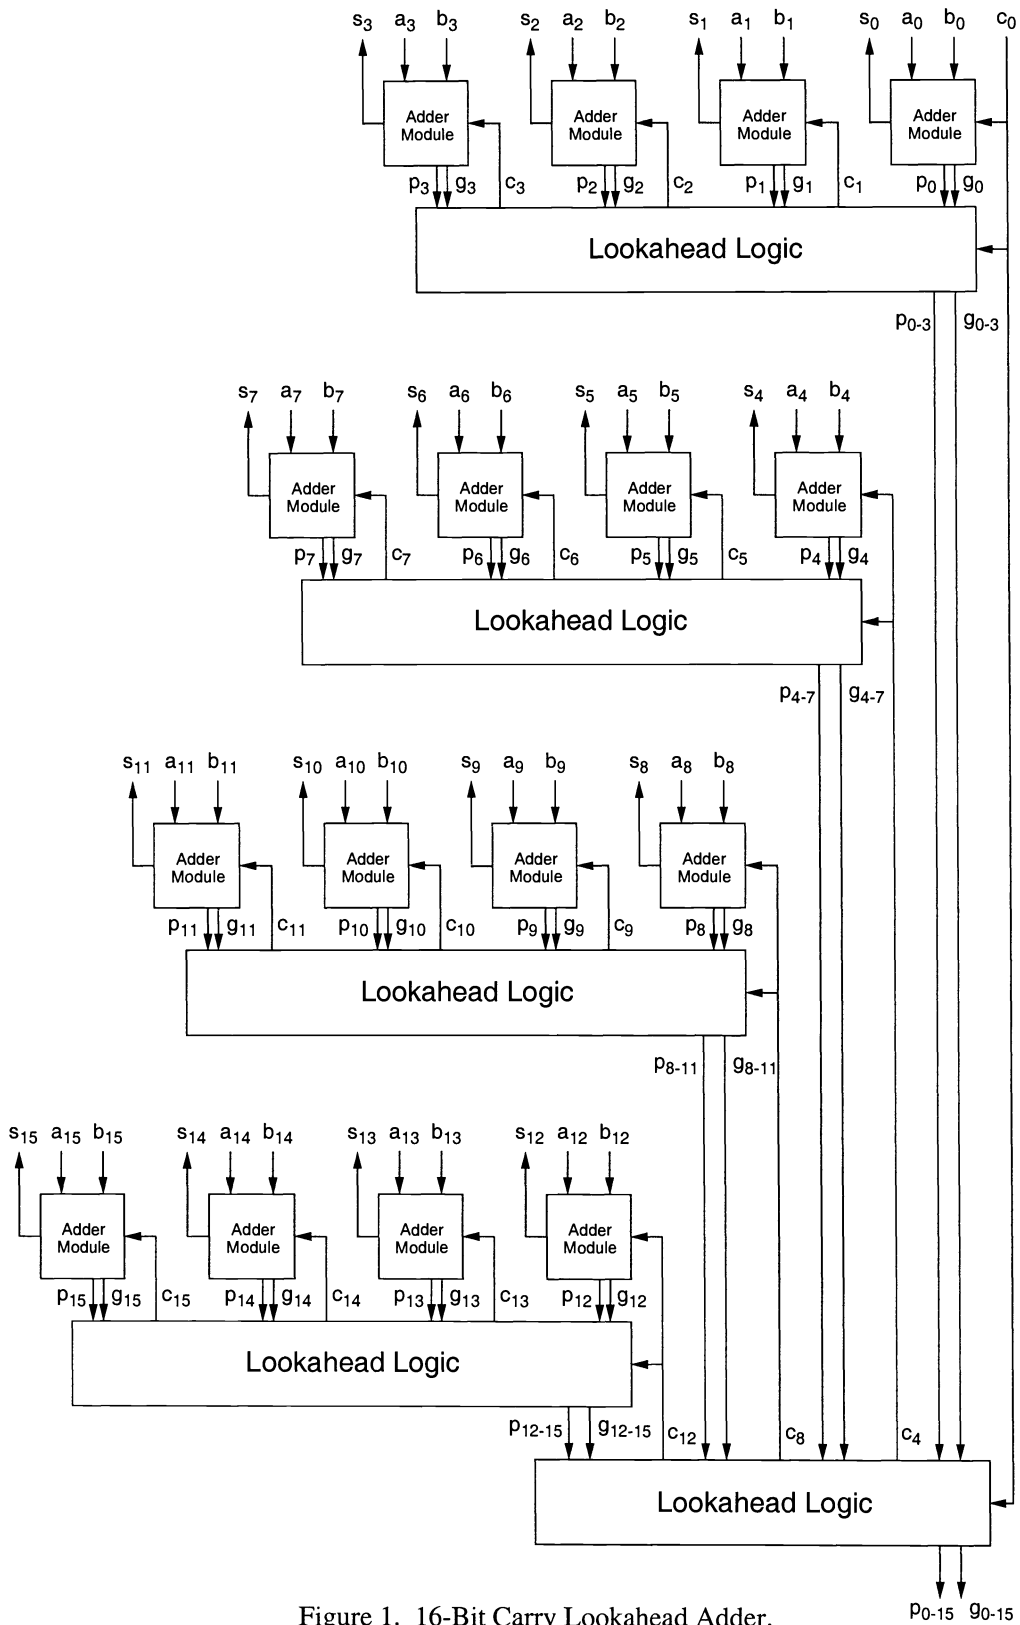 s3 a3 b3 s2 a2 b2 s1 a1 b1 s0 a0 b0 c0
Adder Module Adder Module Adder Module Adder Module
p3 g3 c3 p2 g2 c2 p1 g1 c1 p0 g0
Lookahead Logic
p0-3 g0-3
s7 a7 b7 s6 a6 b6 s5 a5 b5 s4 a4 b4
Adder Module Adder Module Adder Module Adder Module
p7 g7 c7 p6 g6 c6 p5 g5 c5 p4 g4
Lookahead Logic
p4-7 g4-7
s11 a11 b11 s10 a10 b10 s9 a9 b9 s8 a8 b8
Adder Module Adder Module Adder Module Adder Module
p11 g11 c11 p10 g10 c10 p9 g9 c9 p8 g8
Lookahead Logic
p8-11 g8-11
s15 a15 b15 s14 a14 b14 s13 a13 b13 s12 a12 b12
Adder Module Adder Module Adder Module Adder Module
p15 g15 c15 p14 g14 c14 p13 g13 c13 p12 g12
Lookahead Logic
p12-15 g12-15 c12 c8 c4
Lookahead Logic
p0-15 g0-15
Figure 1. 16-Bit Carry Lookahead Adder.